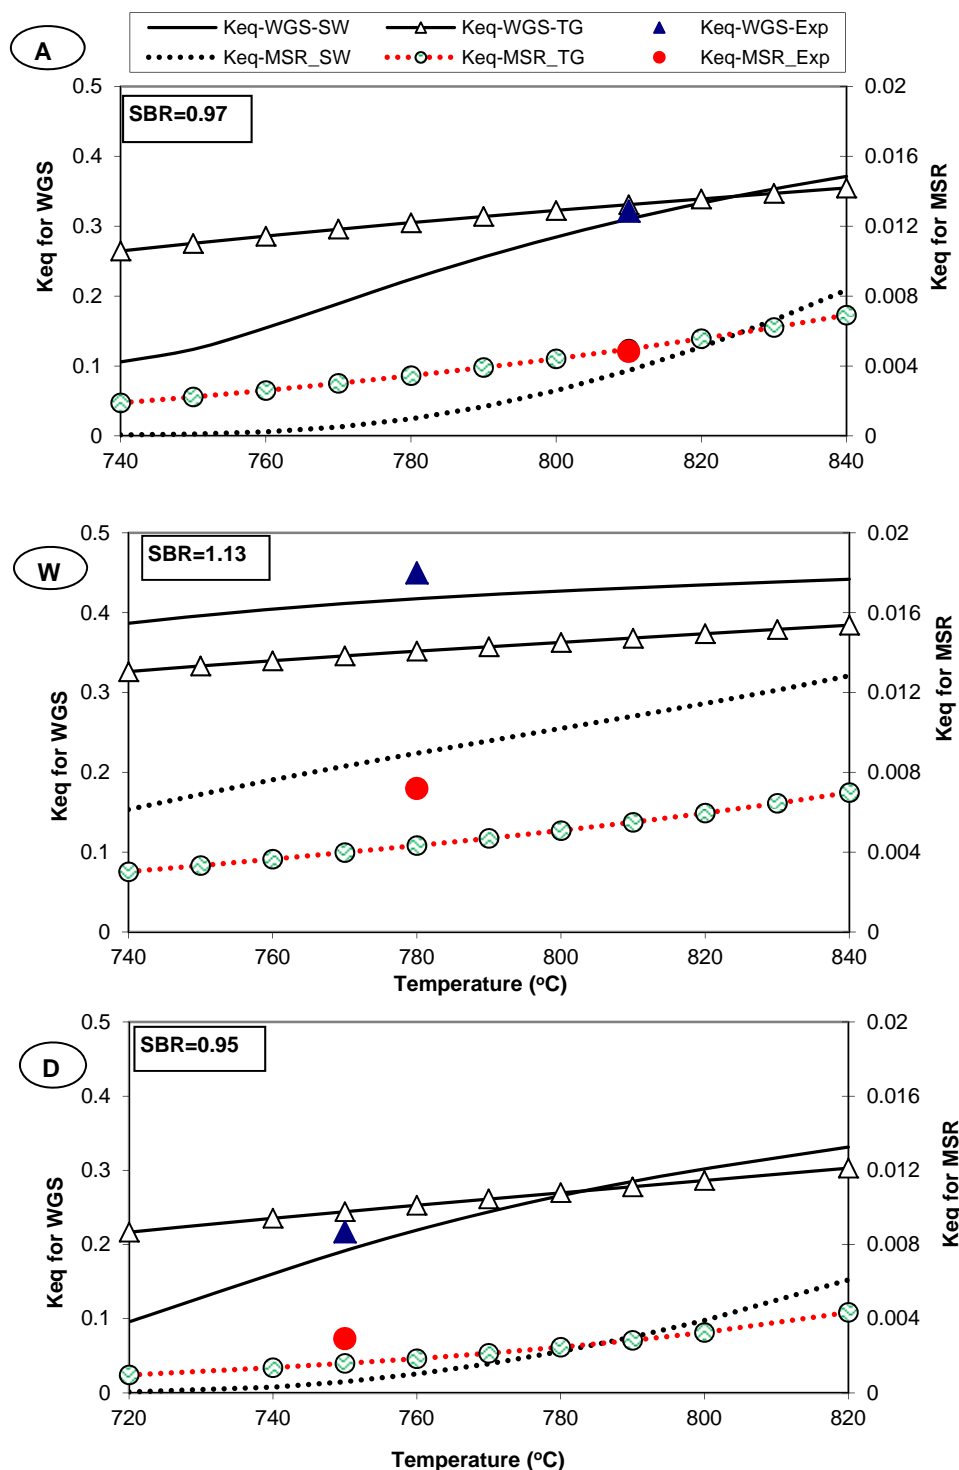 Keq-WGS-SW Keq-WGS-TG Keq-WGS-Exp
Keq-MSR_SW Keq-MSR_TG Keq-MSR_Exp
A
SBR=0.97
Keq for WGS
0.5
0.4
0.3
0.2
0.1
0
0.02
0.016
0.012
0.008
0.004
0
Keq for MSR
740 760 780 800 820 840
W
SBR=1.13
Keq for WGS
0.5
0.4
0.3
0.2
0.1
0
0.02
0.016
0.012
0.008
0.004
0
Keq for MSR
740 760 780 800 820 840
Temperature (oC)
D
SBR=0.95
Keq for WGS
0.5
0.4
0.3
0.2
0.1
0
0.02
0.016
0.012
0.008
0.004
0
Keq for MSR
720 740 760 780 800 820
Temperature (oC)